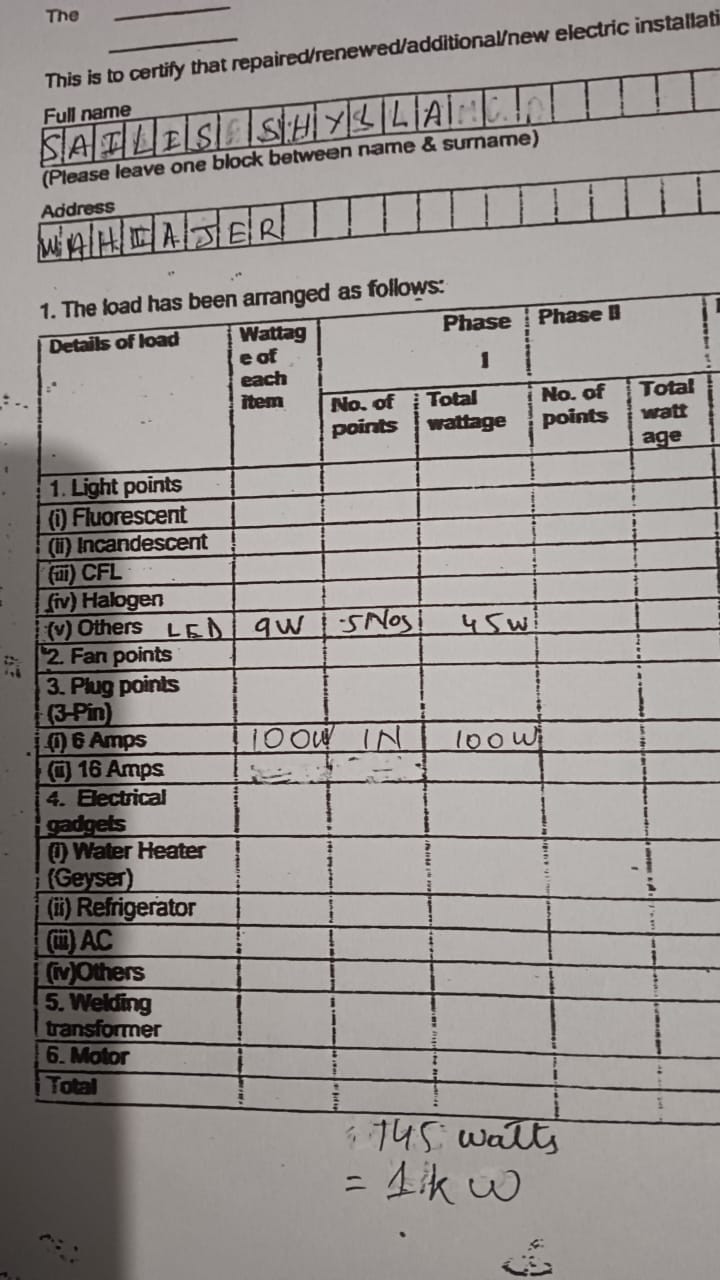 The
This is to certify that repaired/renewed/additional/new electric installati
Full name
SAILIS SHYLLA
(Please leave one block between name & surname)
Address
WAHIAJER
1. The load has been arranged as follows:
Details of load Wattag e of each item Phase 1 Phase II
No. of points Total wattage No. of points Total watt age
1. Light points
(i) Fluorescent
(ii) Incandescent
(iii) CFL
(iv) Halogen
(v) Others LED 9W 5Nos 45W
2. Fan points
3. Plug points
(3-Pin)
(i) 6 Amps 100W 1N 100W
(ii) 16 Amps
4. Electrical
gadgets
(i) Water Heater
(Geyser)
(ii) Refrigerator
(iii) AC
(iv)Others
5. Welding
transformer
6. Motor
Total
145 watts
= 1kW